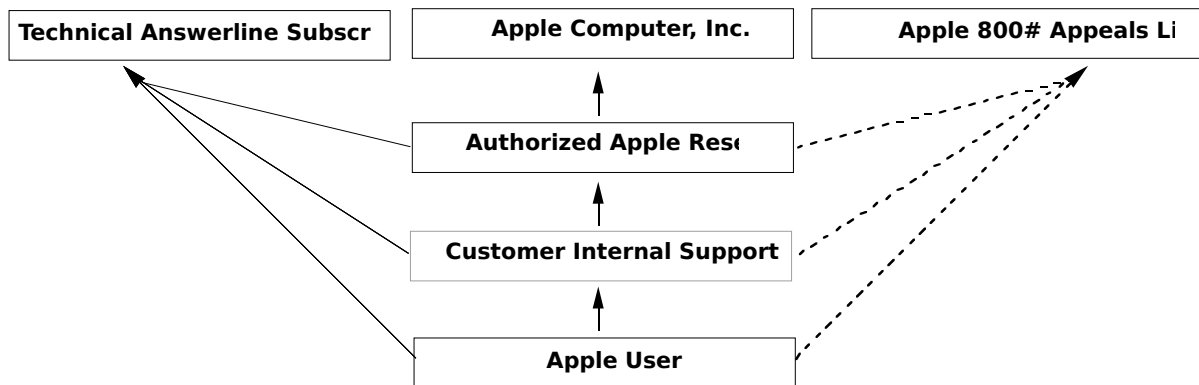 Technical Answerline Subscr
Apple Computer, Inc.
Apple 800# Appeals Li
Authorized Apple Rese
Customer Internal Support
Apple User